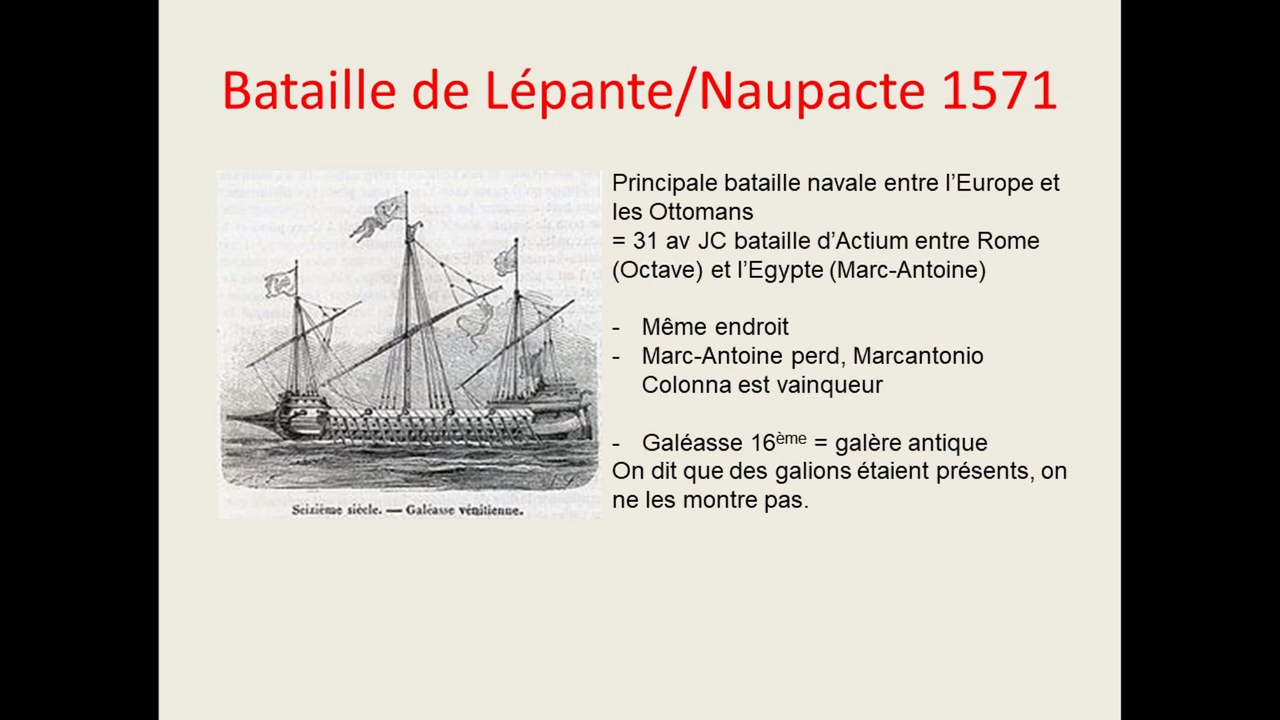 Bataille de Lépante/Naupacte 1571
Principale bataille navale entre l’Europe et
les Ottomans
= 31 av JC bataille d’Actium entre Rome
(Octave) et l’Egypte (Marc-Antoine)
- Même endroit
- Marc-Antoine perd, Marcantonio
Colonna est vainqueur
- Galéasse 16ème = galère antique
On dit que des galions étaient présents, on
ne les montre pas.
Seizième siècle. — Galéasse vénitienne.